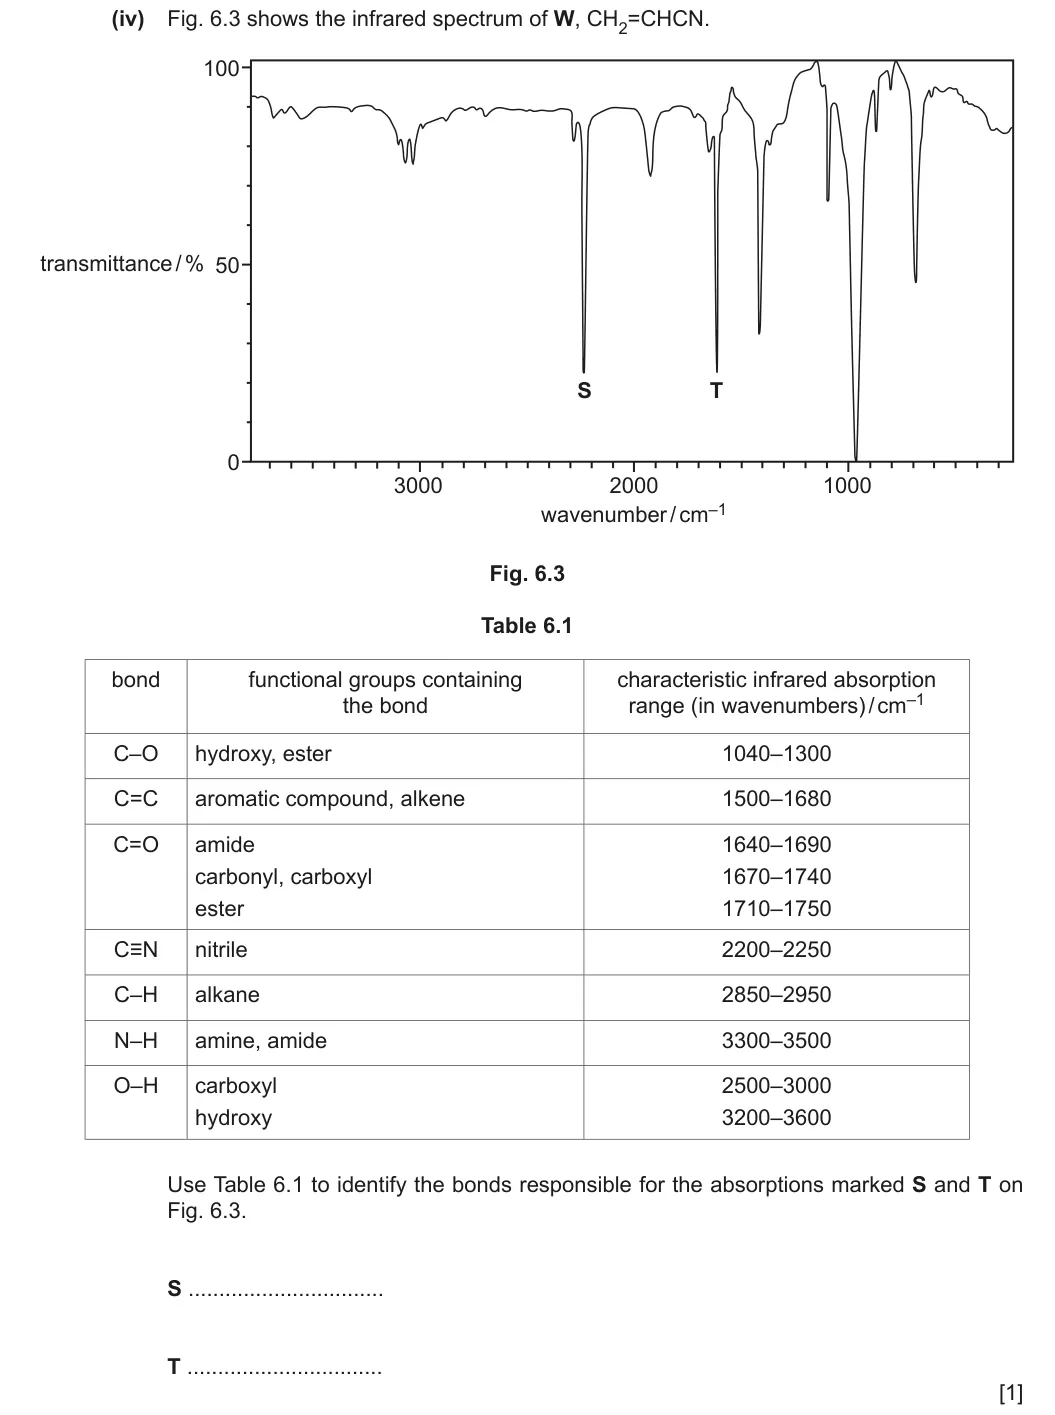 (iv) Fig. 6.3 shows the infrared spectrum of W, CH2=CHCN.
100
transmittance / % 50
S T
0
3000 2000 1000
wavenumber / cm–1
Fig. 6.3
Table 6.1
bond functional groups containing the bond characteristic infrared absorption range (in wavenumbers) / cm–1
C–O hydroxy, ester 1040–1300
C=C aromatic compound, alkene 1500–1680
C=O amide 1640–1690
carbonyl, carboxyl 1670–1740
ester 1710–1750
C≡N nitrile 2200–2250
C–H alkane 2850–2950
N–H amine, amide 3300–3500
O–H carboxyl 2500–3000
hydroxy 3200–3600
Use Table 6.1 to identify the bonds responsible for the absorptions marked S and T on
Fig. 6.3.
S ................................
T ................................
[1]